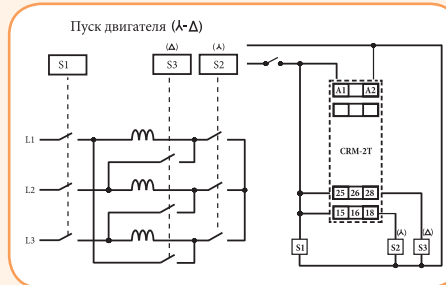 Пуск двигателя (⅄-Δ)
S1
(Δ)
S3
(⅄)
S2
L1
L2
L3
A1 A2
CRM-2T
25 26 28
15 16 18
S1
(⅄)
S2
(Δ)
S3